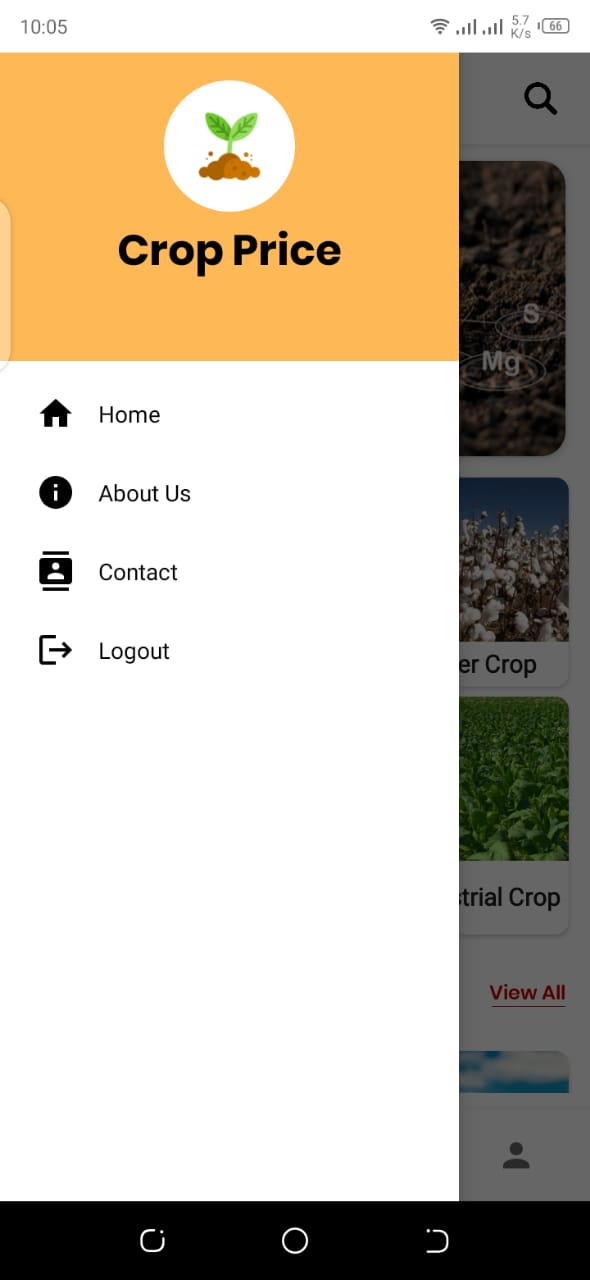 10:05
5.7
K/s
66
Crop Price
S
Mg
Home
About Us
Contact
er Crop
Logout
strial Crop
View All